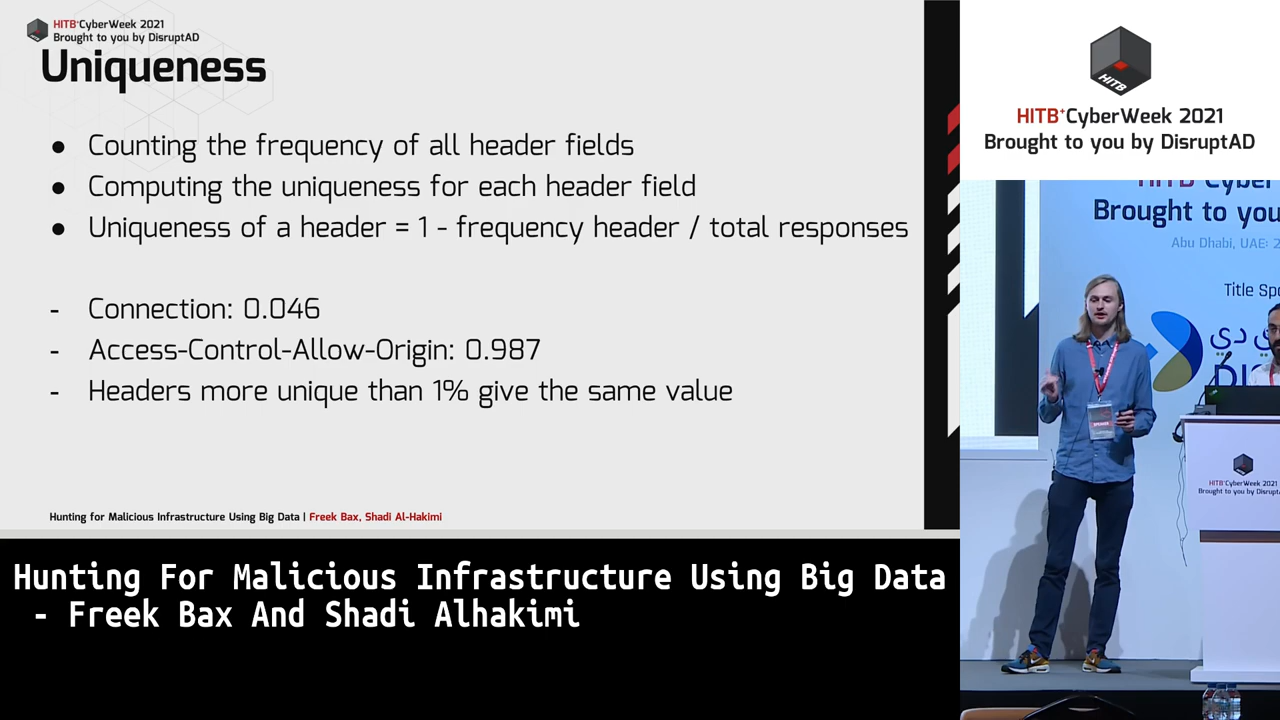 HITB+CyberWeek 2021
Brought to you by DisruptAD
Uniqueness
● Counting the frequency of all header fields
● Computing the uniqueness for each header field
● Uniqueness of a header = 1 - frequency header / total responses
- Connection: 0.046
- Access-Control-Allow-Origin: 0.987
- Headers more unique than 1% give the same value
Hunting for Malicious Infrastructure Using Big Data | Freek Bax, Shadi Al-Hakimi
Hunting For Malicious Infrastructure Using Big Data
- Freek Bax And Shadi Alhakimi
HITB
HITB+CyberWeek 2021
Brought to you by DisruptAD
HITB+Cyber
Brought to you
Abu Dhabi, UAE: 2
Title Spo
HITB+CyberWeek 2021
Brought to you by Disrupt